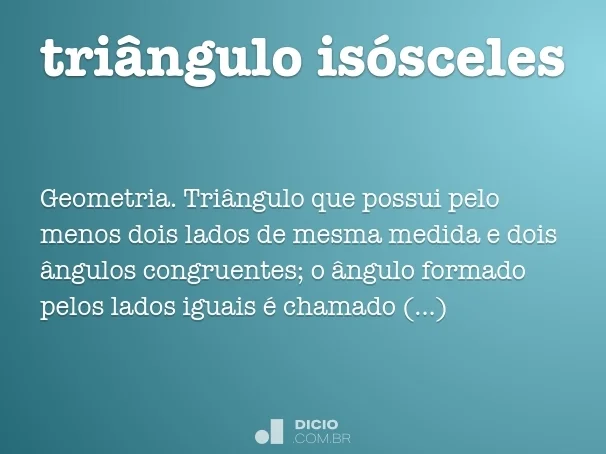 triângulo isósceles
Geometria. Triângulo que possui pelo
menos dois lados de mesma medida e dois
ângulos congruentes; o ângulo formado
pelos lados iguais é chamado (...)
DICIO
COM.BR